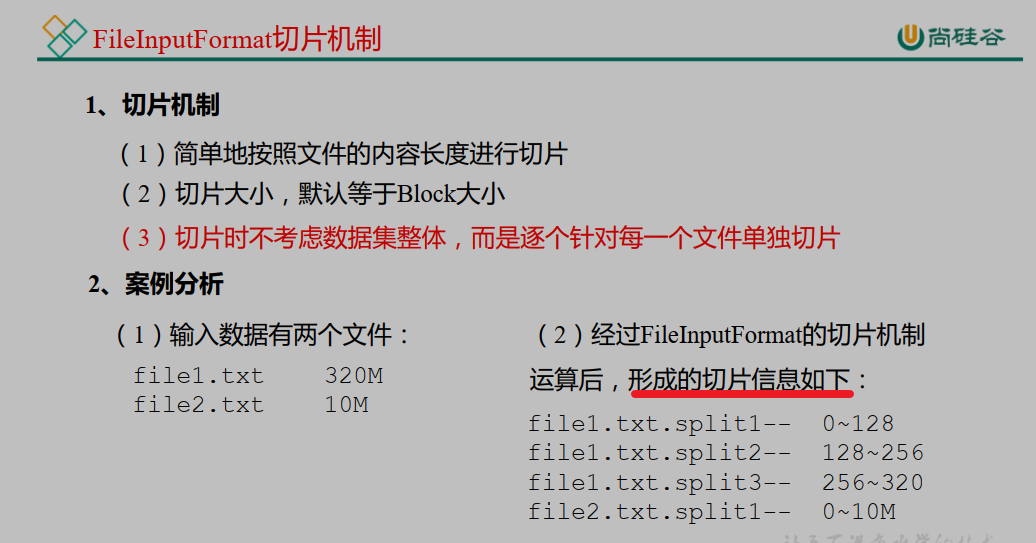 FileInputFormat切片机制
尚硅谷
1、切片机制
（1）简单地按照文件的内容长度进行切片
（2）切片大小，默认等于Block大小
（3）切片时不考虑数据集整体，而是逐个针对每一个文件单独切片
2、案例分析
（1）输入数据有两个文件：
file1.txt 320M
file2.txt 10M
（2）经过FileInputFormat的切片机制
运算后，形成的切片信息如下：
file1.txt.split1-- 0~128
file1.txt.split2-- 128~256
file1.txt.split3-- 256~320
file2.txt.split1-- 0~10M